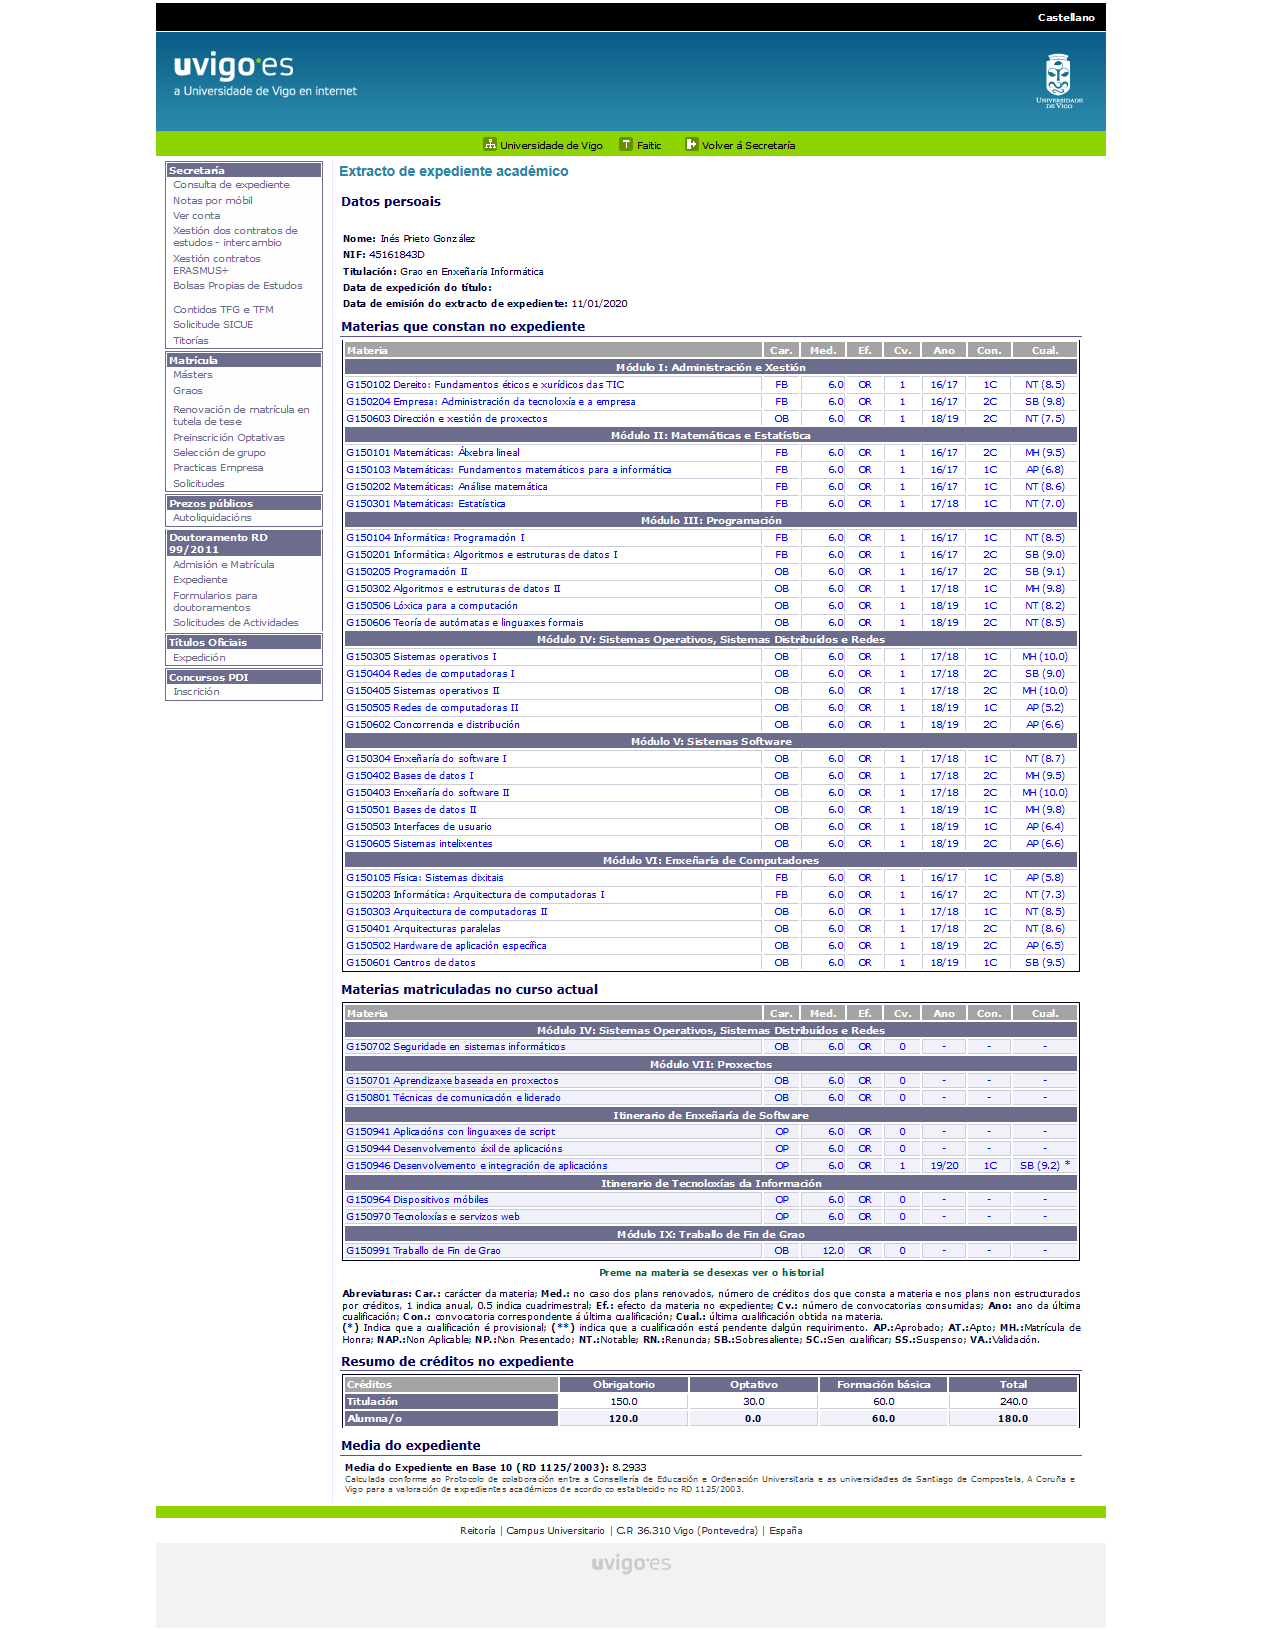 Castellano
uvigo·es
a Universidade de Vigo en internet
UNIVERSIDADE
DE VIGO
Universidade de Vigo Faitic Volver á Secretaría
Secretaría
Consulta de expediente
Notas por móbil
Ver conta
Xestión dos contratos de
estudos - intercambio
Xestión contratos
ERASMUS+
Bolsas Propias de Estudos
Contidos TFG e TFM
Solicitude SICUE
Titorías
Matrícula
Másters
Graos
Renovación de matrícula en
tutela de tese
Preinscrición Optativas
Selección de grupo
Practicas Empresa
Solicitudes
Prezos públicos
Autoliquidacións
Doutoramento RD
99/2011
Admisión e Matrícula
Expediente
Formularios para
doutoramentos
Solicitudes de Actividades
Títulos Oficiais
Expedición
Concursos PDI
Inscrición
Extracto de expediente académico
Datos persoais
Nome: Inés Prieto González
NIF: 45161843D
Titulación: Grao en Enxeñaría Informática
Data de expedición do título:
Data de emisión do extracto de expediente: 11/01/2020
Materias que constan no expediente
Materia Car. Med. Ef. Cv. Ano Con. Cual.
Módulo I: Administración e Xestión
G150102 Dereito: Fundamentos éticos e xurídicos das TIC FB 6.0 OR 1 16/17 1C NT (8.5)
G150204 Empresa: Administración da tecnoloxía e a empresa FB 6.0 OR 1 16/17 2C SB (9.8)
G150603 Dirección e xestión de proxectos OB 6.0 OR 1 18/19 2C NT (7.5)
Módulo II: Matemáticas e Estatística
G150101 Matemáticas: Álxebra lineal FB 6.0 OR 1 16/17 2C MH (9.5)
G150103 Matemáticas: Fundamentos matemáticos para a informática FB 6.0 OR 1 16/17 1C AP (6.8)
G150202 Matemáticas: Análise matemática FB 6.0 OR 1 16/17 1C NT (8.6)
G150301 Matemáticas: Estatística FB 6.0 OR 1 17/18 1C NT (7.0)
Módulo III: Programación
G150104 Informática: Programación I FB 6.0 OR 1 16/17 1C NT (8.5)
G150201 Informática: Algoritmos e estruturas de datos I FB 6.0 OR 1 16/17 2C SB (9.0)
G150205 Programación II OB 6.0 OR 1 16/17 2C SB (9.1)
G150302 Algoritmos e estruturas de datos II OB 6.0 OR 1 17/18 1C MH (9.8)
G150506 Lóxica para a computación OB 6.0 OR 1 18/19 1C NT (8.2)
G150606 Teoría de autómatas e linguaxes formais OB 6.0 OR 1 18/19 2C NT (8.5)
Módulo IV: Sistemas Operativos, Sistemas Distribuídos e Redes
G150305 Sistemas operativos I OB 6.0 OR 1 17/18 1C MH (10.0)
G150404 Redes de computadoras I OB 6.0 OR 1 17/18 2C SB (9.0)
G150405 Sistemas operativos II OB 6.0 OR 1 17/18 2C MH (10.0)
G150505 Redes de computadoras II OB 6.0 OR 1 18/19 1C AP (5.2)
G150602 Concorrencia e distribución OB 6.0 OR 1 18/19 2C AP (6.6)
Módulo V: Sistemas Software
G150304 Enxeñaría do software I OB 6.0 OR 1 17/18 1C NT (8.7)
G150402 Bases de datos I OB 6.0 OR 1 17/18 2C MH (9.5)
G150403 Enxeñaría do software II OB 6.0 OR 1 17/18 2C MH (10.0)
G150501 Bases de datos II OB 6.0 OR 1 18/19 1C MH (9.8)
G150503 Interfaces de usuario OB 6.0 OR 1 18/19 1C AP (6.4)
G150605 Sistemas intelixentes OB 6.0 OR 1 18/19 2C AP (6.6)
Módulo VI: Enxeñaría de Computadores
G150105 Física: Sistemas dixitais FB 6.0 OR 1 16/17 1C AP (5.8)
G150203 Informática: Arquitectura de computadoras I FB 6.0 OR 1 16/17 2C NT (7.3)
G150303 Arquitectura de computadoras II OB 6.0 OR 1 17/18 1C NT (8.5)
G150401 Arquitecturas paralelas OB 6.0 OR 1 17/18 2C NT (8.6)
G150502 Hardware de aplicación específica OB 6.0 OR 1 18/19 2C AP (6.5)
G150601 Centros de datos OB 6.0 OR 1 18/19 1C SB (9.5)
Materias matriculadas no curso actual
Materia Car. Med. Ef. Cv. Ano Con. Cual.
Módulo IV: Sistemas Operativos, Sistemas Distribuídos e Redes
G150702 Seguridade en sistemas informáticos OB 6.0 OR 0 - - -
Módulo VII: Proxectos
G150701 Aprendizaxe baseada en proxectos OB 6.0 OR 0 - - -
G150801 Técnicas de comunicación e liderado OB 6.0 OR 0 - - -
Itinerario de Enxeñaría de Software
G150941 Aplicacións con linguaxes de script OP 6.0 OR 0 - - -
G150944 Desenvolvemento áxil de aplicacións OP 6.0 OR 0 - - -
G150946 Desenvolvemento e integración de aplicacións OP 6.0 OR 1 19/20 1C SB (9.2) *
Itinerario de Tecnoloxías da Información
G150964 Dispositivos móbiles OP 6.0 OR 0 - - -
G150970 Tecnoloxías e servizos web OP 6.0 OR 0 - - -
Módulo IX: Traballo de Fin de Grao
G150991 Traballo de Fin de Grao OB 12.0 OR 0 - - -
Preme na materia se desexas ver o historial
Abreviaturas: Car.: carácter da materia; Med.: no caso dos plans renovados, número de créditos dos que consta a materia e nos plans non estructurados
por créditos, 1 indica anual, 0.5 indica cuadrimestral; Ef.: efecto da materia no expediente; Cv.: número de convocatorias consumidas; Ano: ano da última
cualificación; Con.: convocatoria correspondente á última cualificación; Cual.: última cualificación obtida na materia.
(*) Indica que a cualificación é provisional; (**) indica que a cualificación está pendente dalgún requirimento. AP.:Aprobado; AT.:Apto; MH.:Matrícula de
Honra; NAP.:Non Aplicable; NP.:Non Presentado; NT.:Notable; RN.:Renuncia; SB.:Sobresaliente; SC.:Sen cualificar; SS.:Suspenso; VA.:Validación.
Resumo de créditos no expediente
Créditos Obrigatorio Optativo Formación básica Total
Titulación 150.0 30.0 60.0 240.0
Alumna/o 120.0 0.0 60.0 180.0
Media do expediente
Media do Expediente en Base 10 (RD 1125/2003): 8.2933
Calculada conforme ao Protocolo de colaboración entre a Consellería de Educación e Ordenación Universitaria e as universidades de Santiago de Compostela, A Coruña e
Vigo para a valoración de expedientes académicos de acordo co establecido no RD 1125/2003.
Reitoría | Campus Universitario | C.P. 36.310 Vigo (Pontevedra) | España
uvigo·es